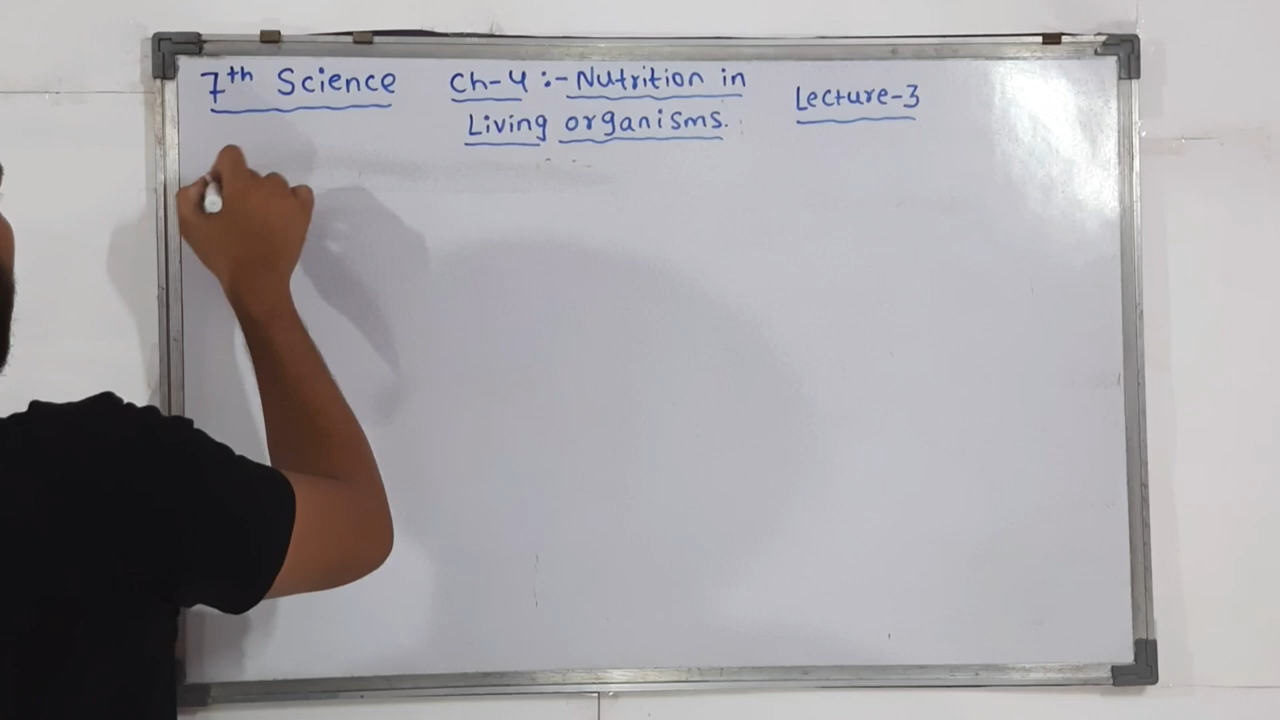 7th Science Ch-4 :- Nutrition in Lecture-3
Living organisms.